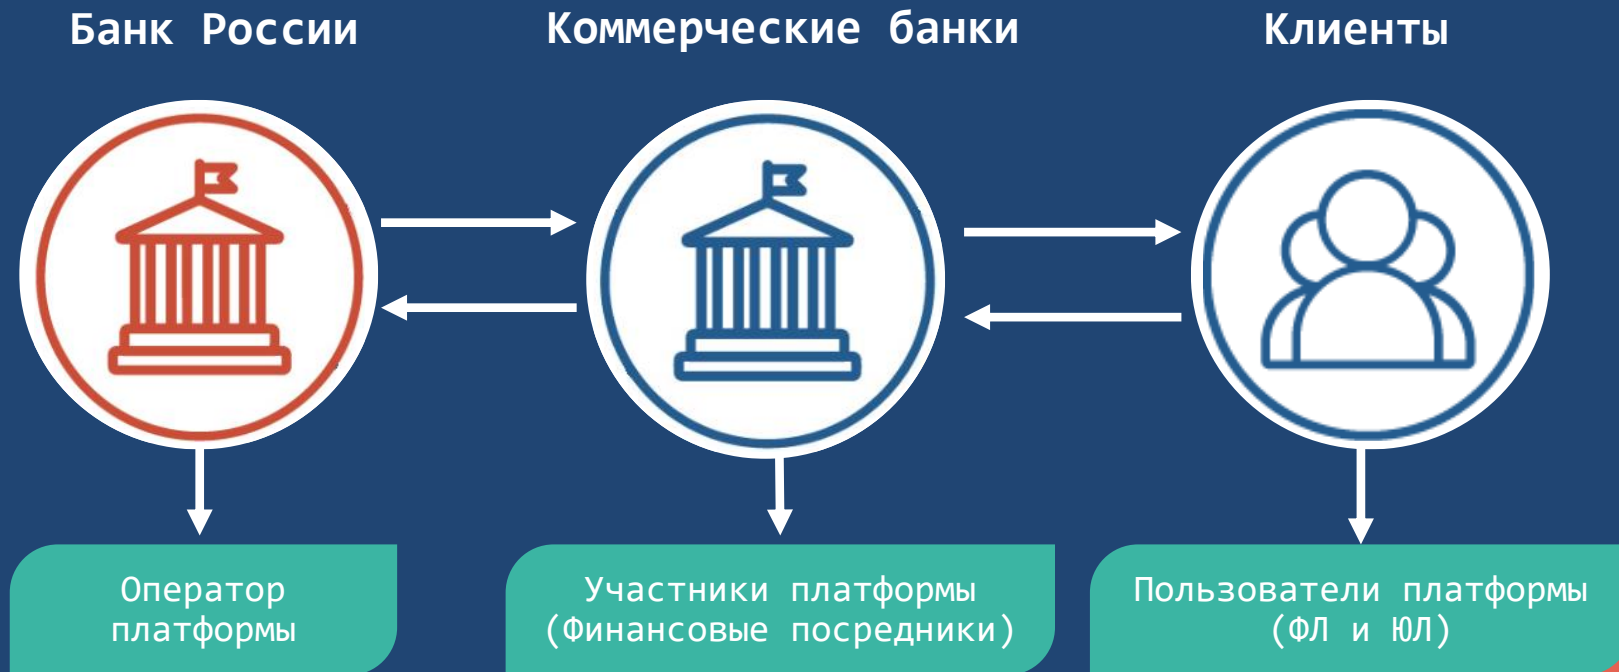 Банк России
Коммерческие банки
Клиенты
Оператор
платформы
Участники платформы
(Финансовые посредники)
Пользователи платформы
(ФЛ и ЮЛ)